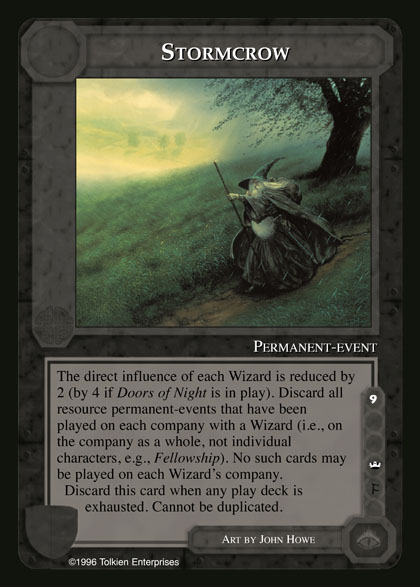 STORMCROW
PERMANENT-EVENT
The direct influence of each Wizard is reduced by
2 (by 4 if Doors of Night is in play). Discard all
resource permanent-events that have been
played on each company with a Wizard (i.e., on
the company as a whole, not individual
characters, e.g., Fellowship). No such cards may
be played on each Wizard's company.
Discard this card when any play deck is
exhausted. Cannot be duplicated.
9
ART BY JOHN HOWE
©1996 Tolkien Enterprises